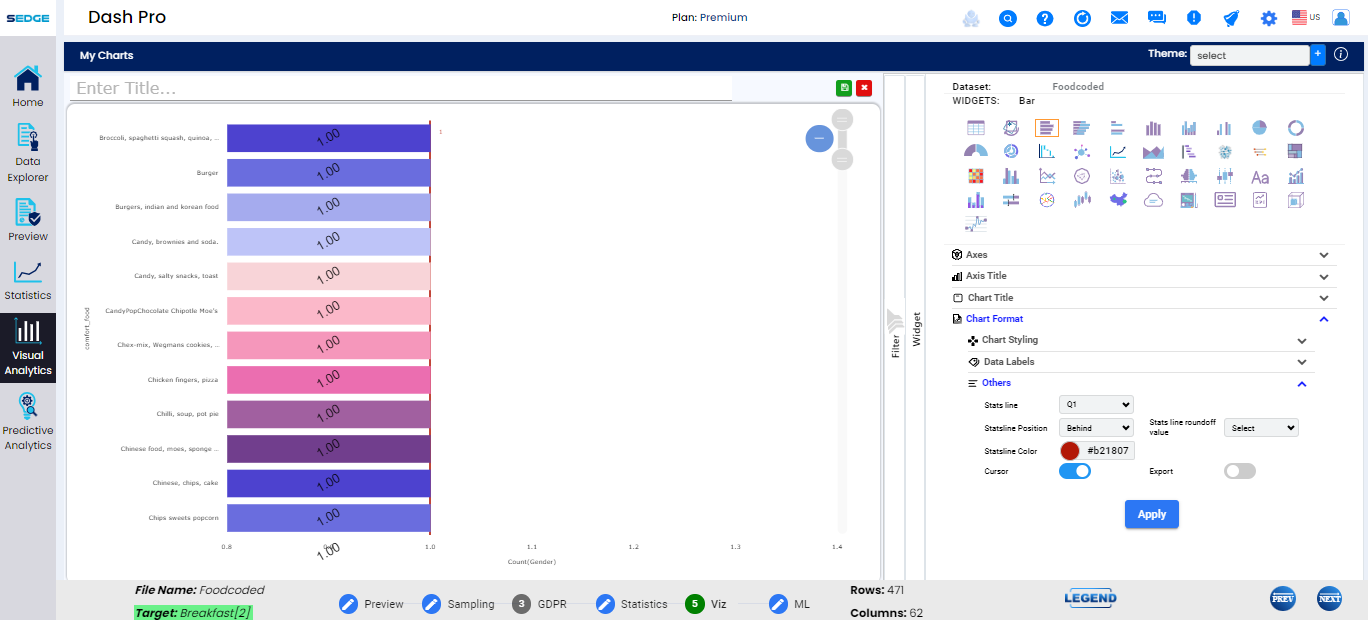 SEDGE
Dash Pro
Plan: Premium
US
My Charts
Theme:
select
+
Home
Data
Explorer
Preview
Statistics
Visual
Analytics
Predictive
Analytics
Enter Title...
Broccoli, spaghetti squash, quinoa, ...
1.00
Burger
1.00
Burgers, indian and korean food
1.00
Candy, brownies and soda.
1.00
Candy, salty snacks, toast
1.00
CandyPopChocolate Chipotle Moe's
1.00
Chex-mix, Wegmans cookies, ...
1.00
Chicken fingers, pizza
1.00
Chilli, soup, pot pie
1.00
Chinese food, moes, sponge ...
1.00
Chinese, chips, cake
1.00
Chips sweets popcorn
1.00
1.00
comfort_food
0.8
1.0
1.1
1.2
1.3
1.4
Count(Gender)
Filter
Widget
Dataset:
Foodcoded
WIDGETS:
Bar
Aa
Axes
Axis Title
Chart Title
Chart Format
Chart Styling
Data Labels
Others
Stats line
Q1
Statsline Position
Behind
Stats line roundoff
value
Select
Statsline Color
#b21807
Cursor
Export
Apply
File Name: Foodcoded
Target: Breakfast[2]
Preview
Sampling
3
GDPR
Statistics
5
Viz
ML
Rows: 471
Columns: 62
LEGEND
PREV
NEXT